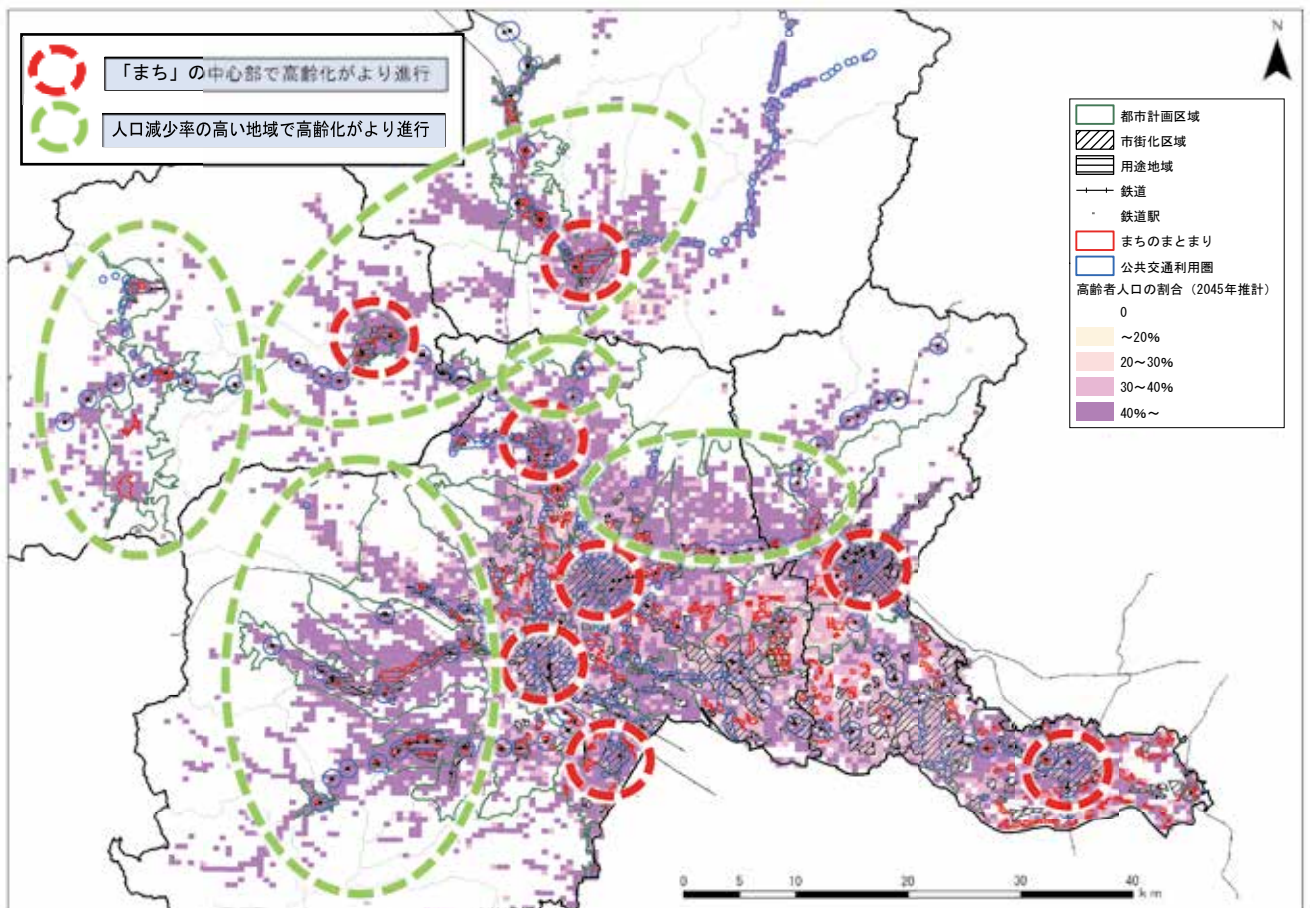 「まち」の中心部で高齢化がより進行
人口減少率の高い地域で高齢化がより進行
N
都市計画区域
市街化区域
用途地域
鉄道
鉄道駅
まちのまとまり
公共交通利用圏
高齢者人口の割合（2045年推計）
0
～20%
20～30%
30～40%
40%～
0 5 10 20 30 40
km